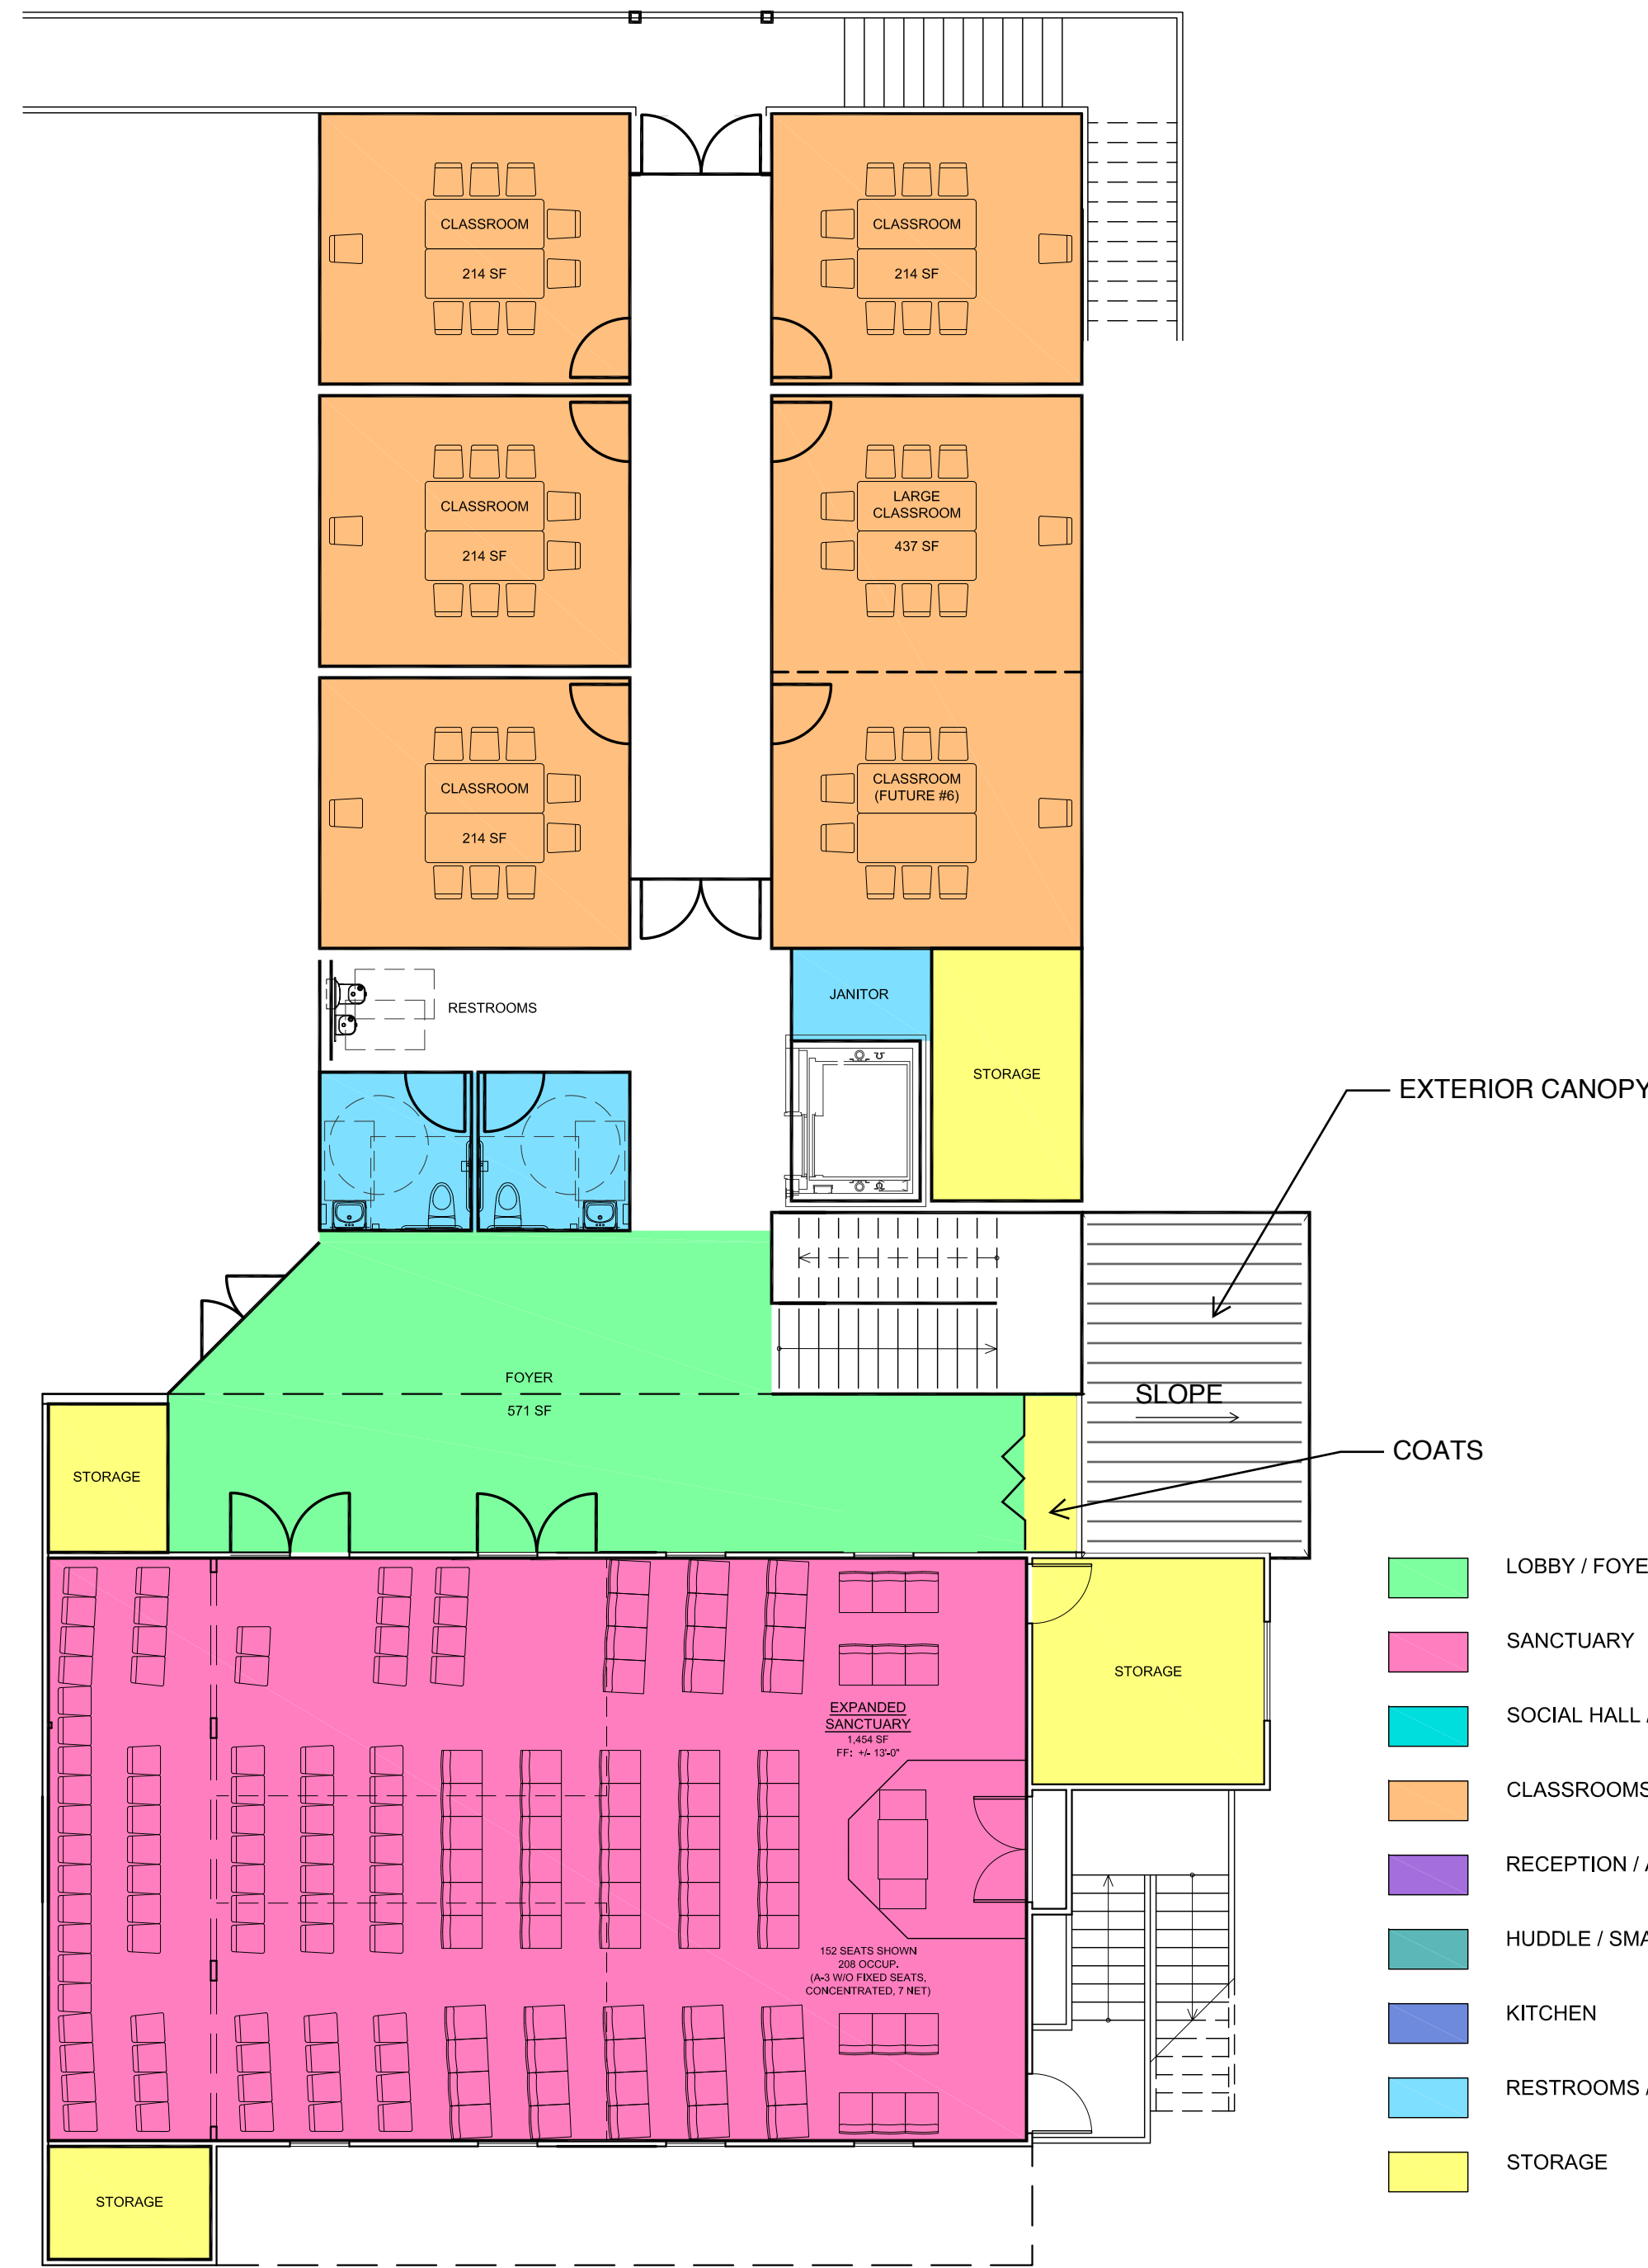 CLASSROOM
214 SF
CLASSROOM
214 SF
CLASSROOM
214 SF
LARGE
CLASSROOM
437 SF
CLASSROOM
214 SF
CLASSROOM
(FUTURE #6)
RESTROOMS
JANITOR
STORAGE
EXTERIOR CANOPY
FOYER
571 SF
SLOPE
COATS
STORAGE
STORAGE
EXPANDED
SANCTUARY
1,454 SF
FF: +/- 13'-0"
152 SEATS SHOWN
208 OCCUP.
(A-3 W/O FIXED SEATS,
CONCENTRATED, 7 NET)
STORAGE
LOBBY / FOYE
SANCTUARY
SOCIAL HALL /
CLASSROOMS
RECEPTION / A
HUDDLE / SMA
KITCHEN
RESTROOMS /
STORAGE